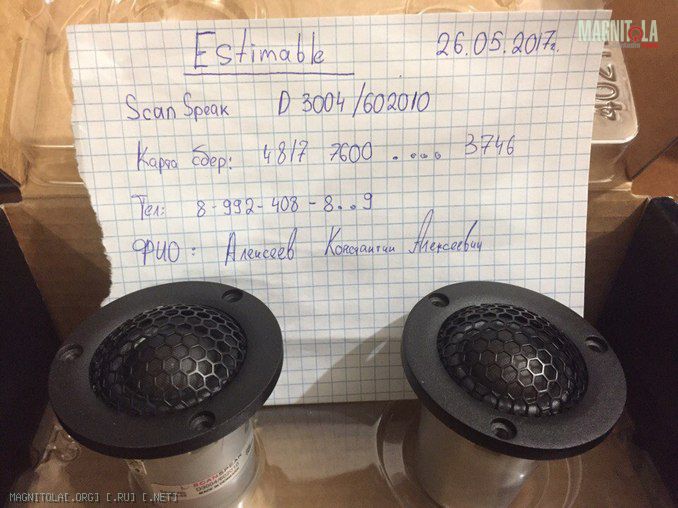 MAGNITOLA
Estimable 26.05.2017г.
Scan Speak D 3004/602010
Карта сбер: 4817 7600 .... 3746
Тел: 8-992-408-8..9
ФИО: Алексеев Константин Алексеевич
SCANSPEAK
MAGNITOLA[.ORG] [.RU] [.NET]